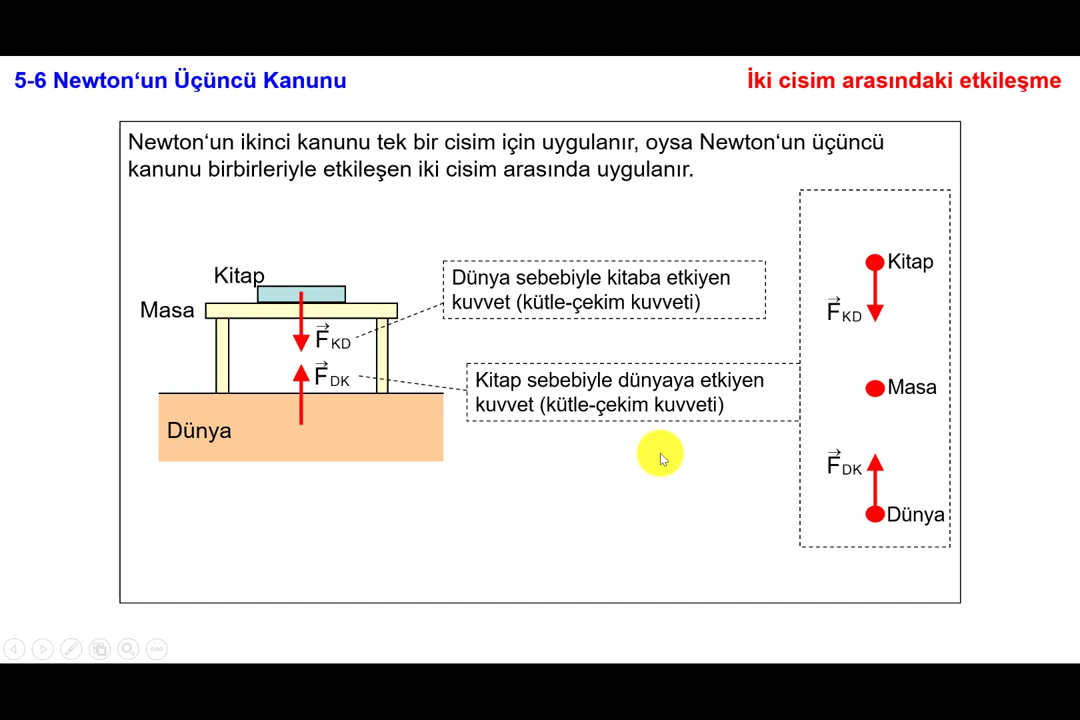 5-6 Newton‘un Üçüncü Kanunu
İki cisim arasındaki etkileşme
Newton‘un ikinci kanunu tek bir cisim için uygulanır, oysa Newton‘un üçüncü
kanunu birbirleriyle etkileşen iki cisim arasında uygulanır.
Kitap
Masa
F KD
F DK
Dünya
Dünya sebebiyle kitaba etkiyen
kuvvet (kütle-çekim kuvveti)
Kitap sebebiyle dünyaya etkiyen
kuvvet (kütle-çekim kuvveti)
Kitap
F KD
Masa
F DK
Dünya